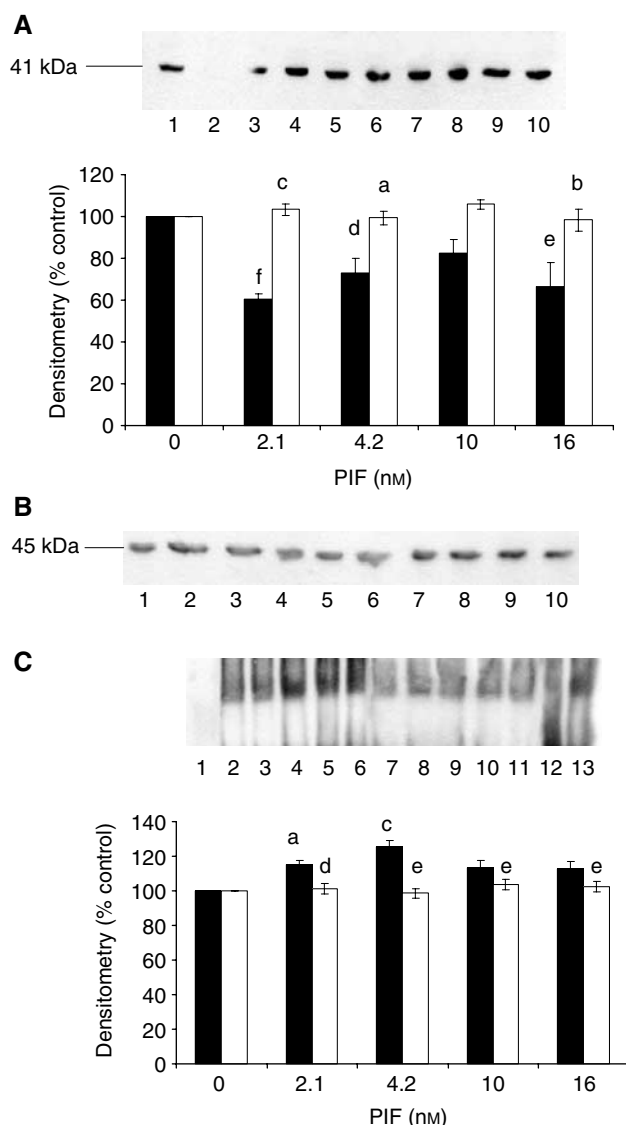 A
41 kDa
1 2 3 4 5 6 7 8 9 10
120
100
80
60
40
20
0
Densitometry (% control)
c a b
f d e
0 2.1 4.2 10 16
PIF (nM)
B
45 kDa
1 2 3 4 5 6 7 8 9 10
C
1 2 3 4 5 6 7 8 9 10 11 12 13
140
120
100
80
60
40
20
0
Densitometry (% control)
a c
d e e e
0 2.1 4.2 10 16
PIF (nM)